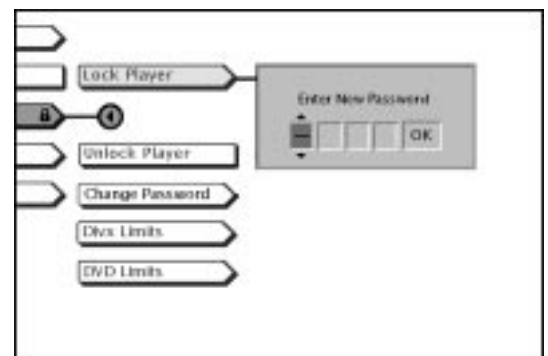 Lock Player
Enter New Password
OK
Unlock Player
Change Password
Divx Limits
DVD Limits